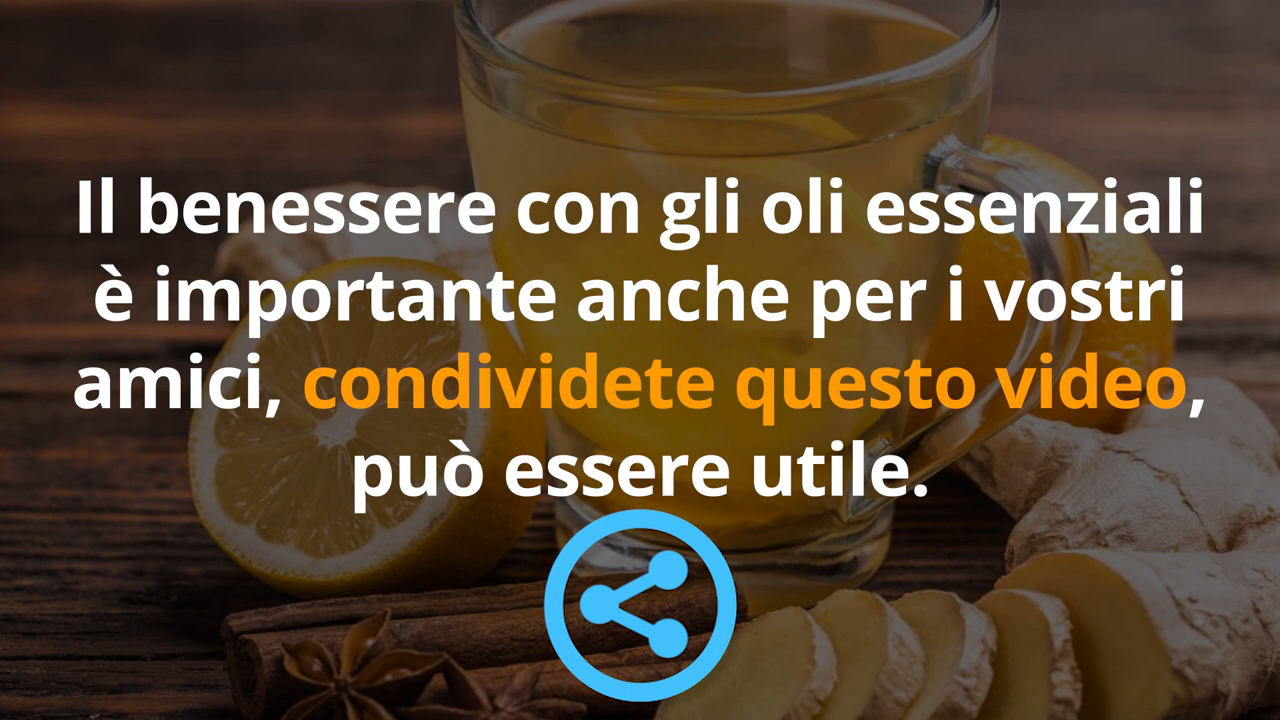 Il benessere con gli oli essenziali
è importante anche per i vostri
amici, condividete questo video,
può essere utile.